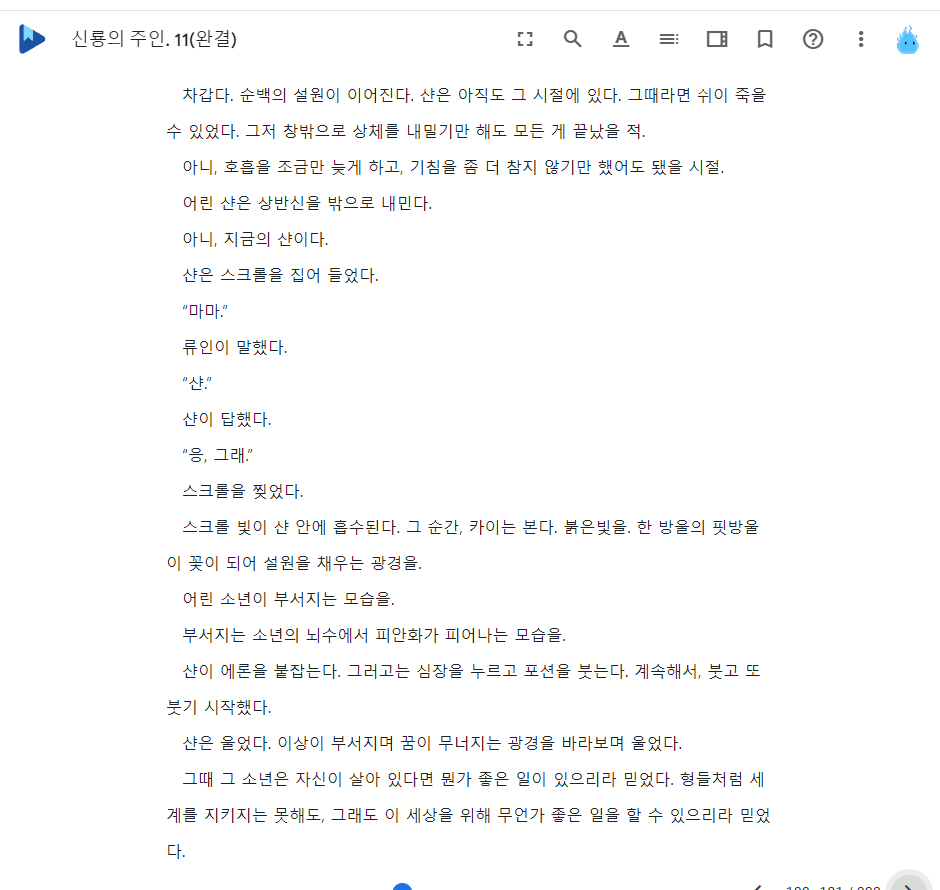 신룡의 주인. 11(완결)
차갑다. 순백의 설원이 이어진다. 샨은 아직도 그 시절에 있다. 그때라면 쉬이 죽을
수 있었다. 그저 창밖으로 상체를 내밀기만 해도 모든 게 끝났을 적.
아니, 호흡을 조금만 늦게 하고, 기침을 좀 더 참지 않기만 했어도 됐을 시절.
어린 샨은 상반신을 밖으로 내민다.
아니, 지금의 샨이다.
샨은 스크롤을 집어 들었다.
“마마.”
류인이 말했다.
“샨.”
샨이 답했다.
“응, 그래.”
스크롤을 찢었다.
스크롤 빛이 샨 안에 흡수된다. 그 순간, 카이는 본다. 붉은빛을. 한 방울의 핏방울
이 꽃이 되어 설원을 채우는 광경을.
어린 소년이 부서지는 모습을.
부서지는 소년의 뇌수에서 피안화가 피어나는 모습을.
샨이 에론을 붙잡는다. 그러고는 심장을 누르고 포션을 붓는다. 계속해서, 붓고 또
붓기 시작했다.
샨은 울었다. 이상이 부서지며 꿈이 무너지는 광경을 바라보며 울었다.
그때 그 소년은 자신이 살아 있다면 뭔가 좋은 일이 있으리라 믿었다. 형들처럼 세
계를 지키지는 못해도, 그래도 이 세상을 위해 무언가 좋은 일을 할 수 있으리라 믿었
다.